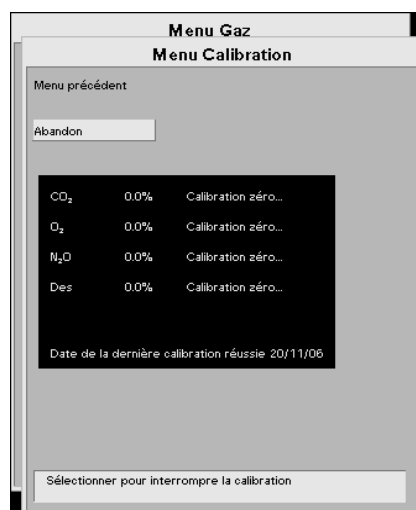 Menu Gaz
Menu Calibration
Menu précédent
Abandon
CO₂ 0.0% Calibration zéro...
O₂ 0.0% Calibration zéro...
N₂O 0.0% Calibration zéro...
Des 0.0% Calibration zéro...
Date de la dernière calibration réussie 20/11/06
Sélectionner pour interrompre la calibration